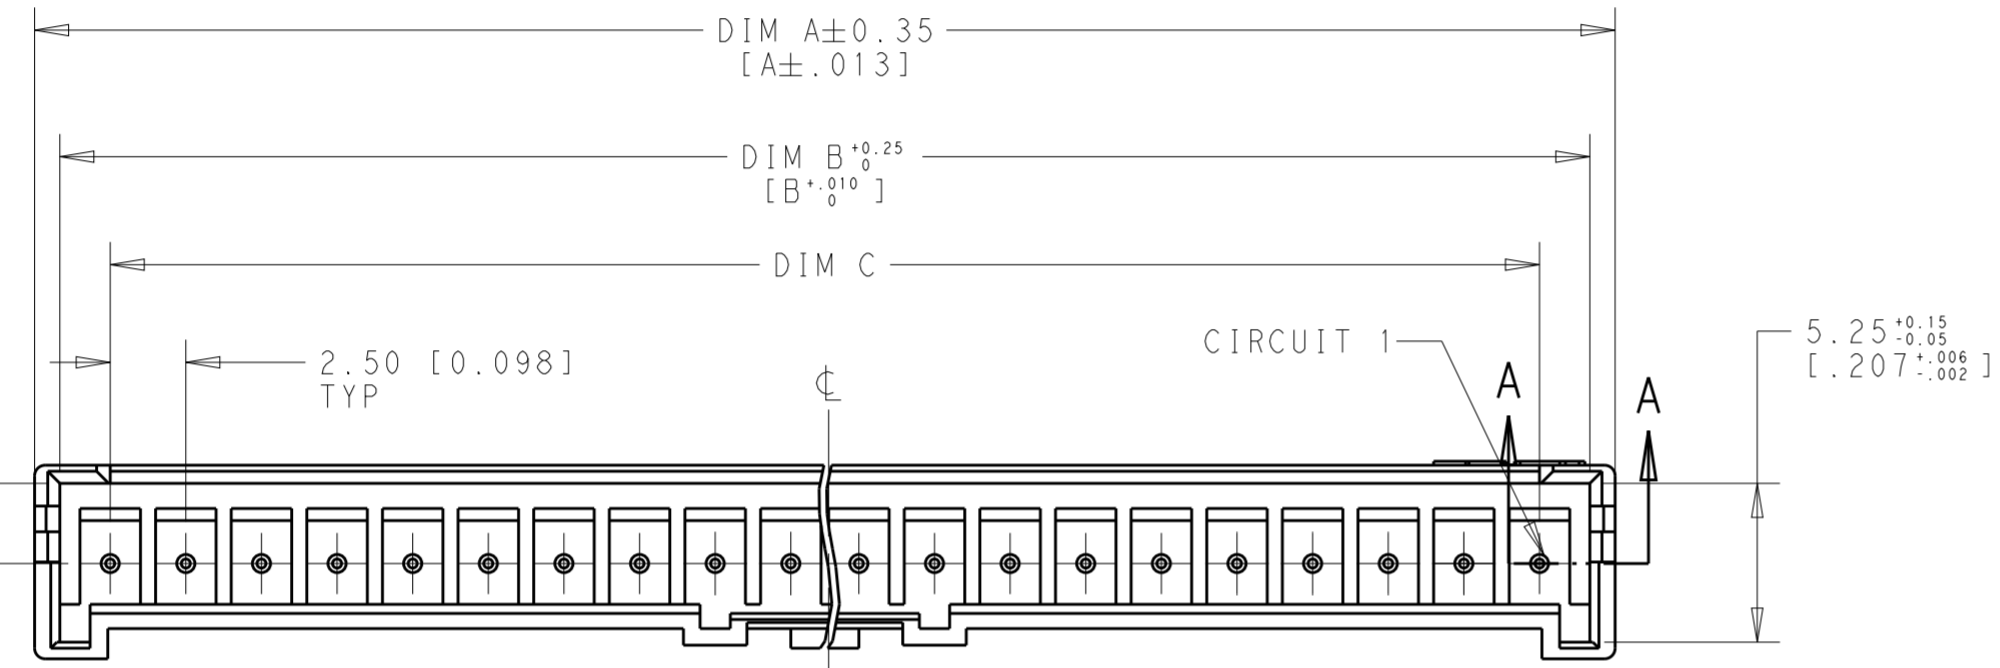 DIM A±0.35
[A±.013]
DIM B +0.25 0
[B +.010 0 ]
DIM C
2.50 [0.098]
TYP
℄
CIRCUIT 1
5.25 +0.15 -0.05
[.207 +.006 -.002 ]
A
A